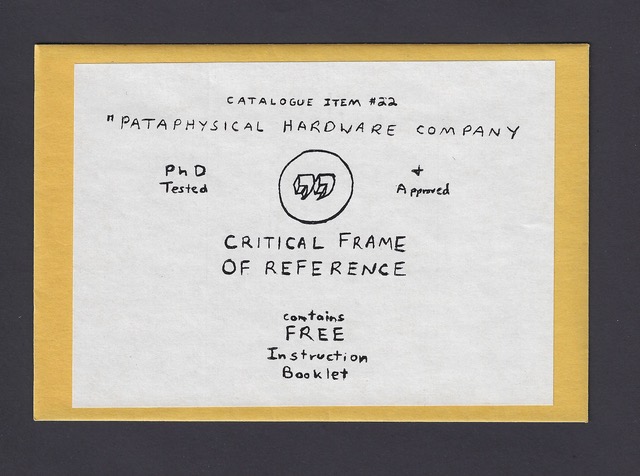 CATALOGUE ITEM #22
"PATAPHYSICAL HARDWARE COMPANY
PhD + 
Tested Approved
”
CRITICAL FRAME
OF REFERENCE
contains
FREE
Instruction
Booklet